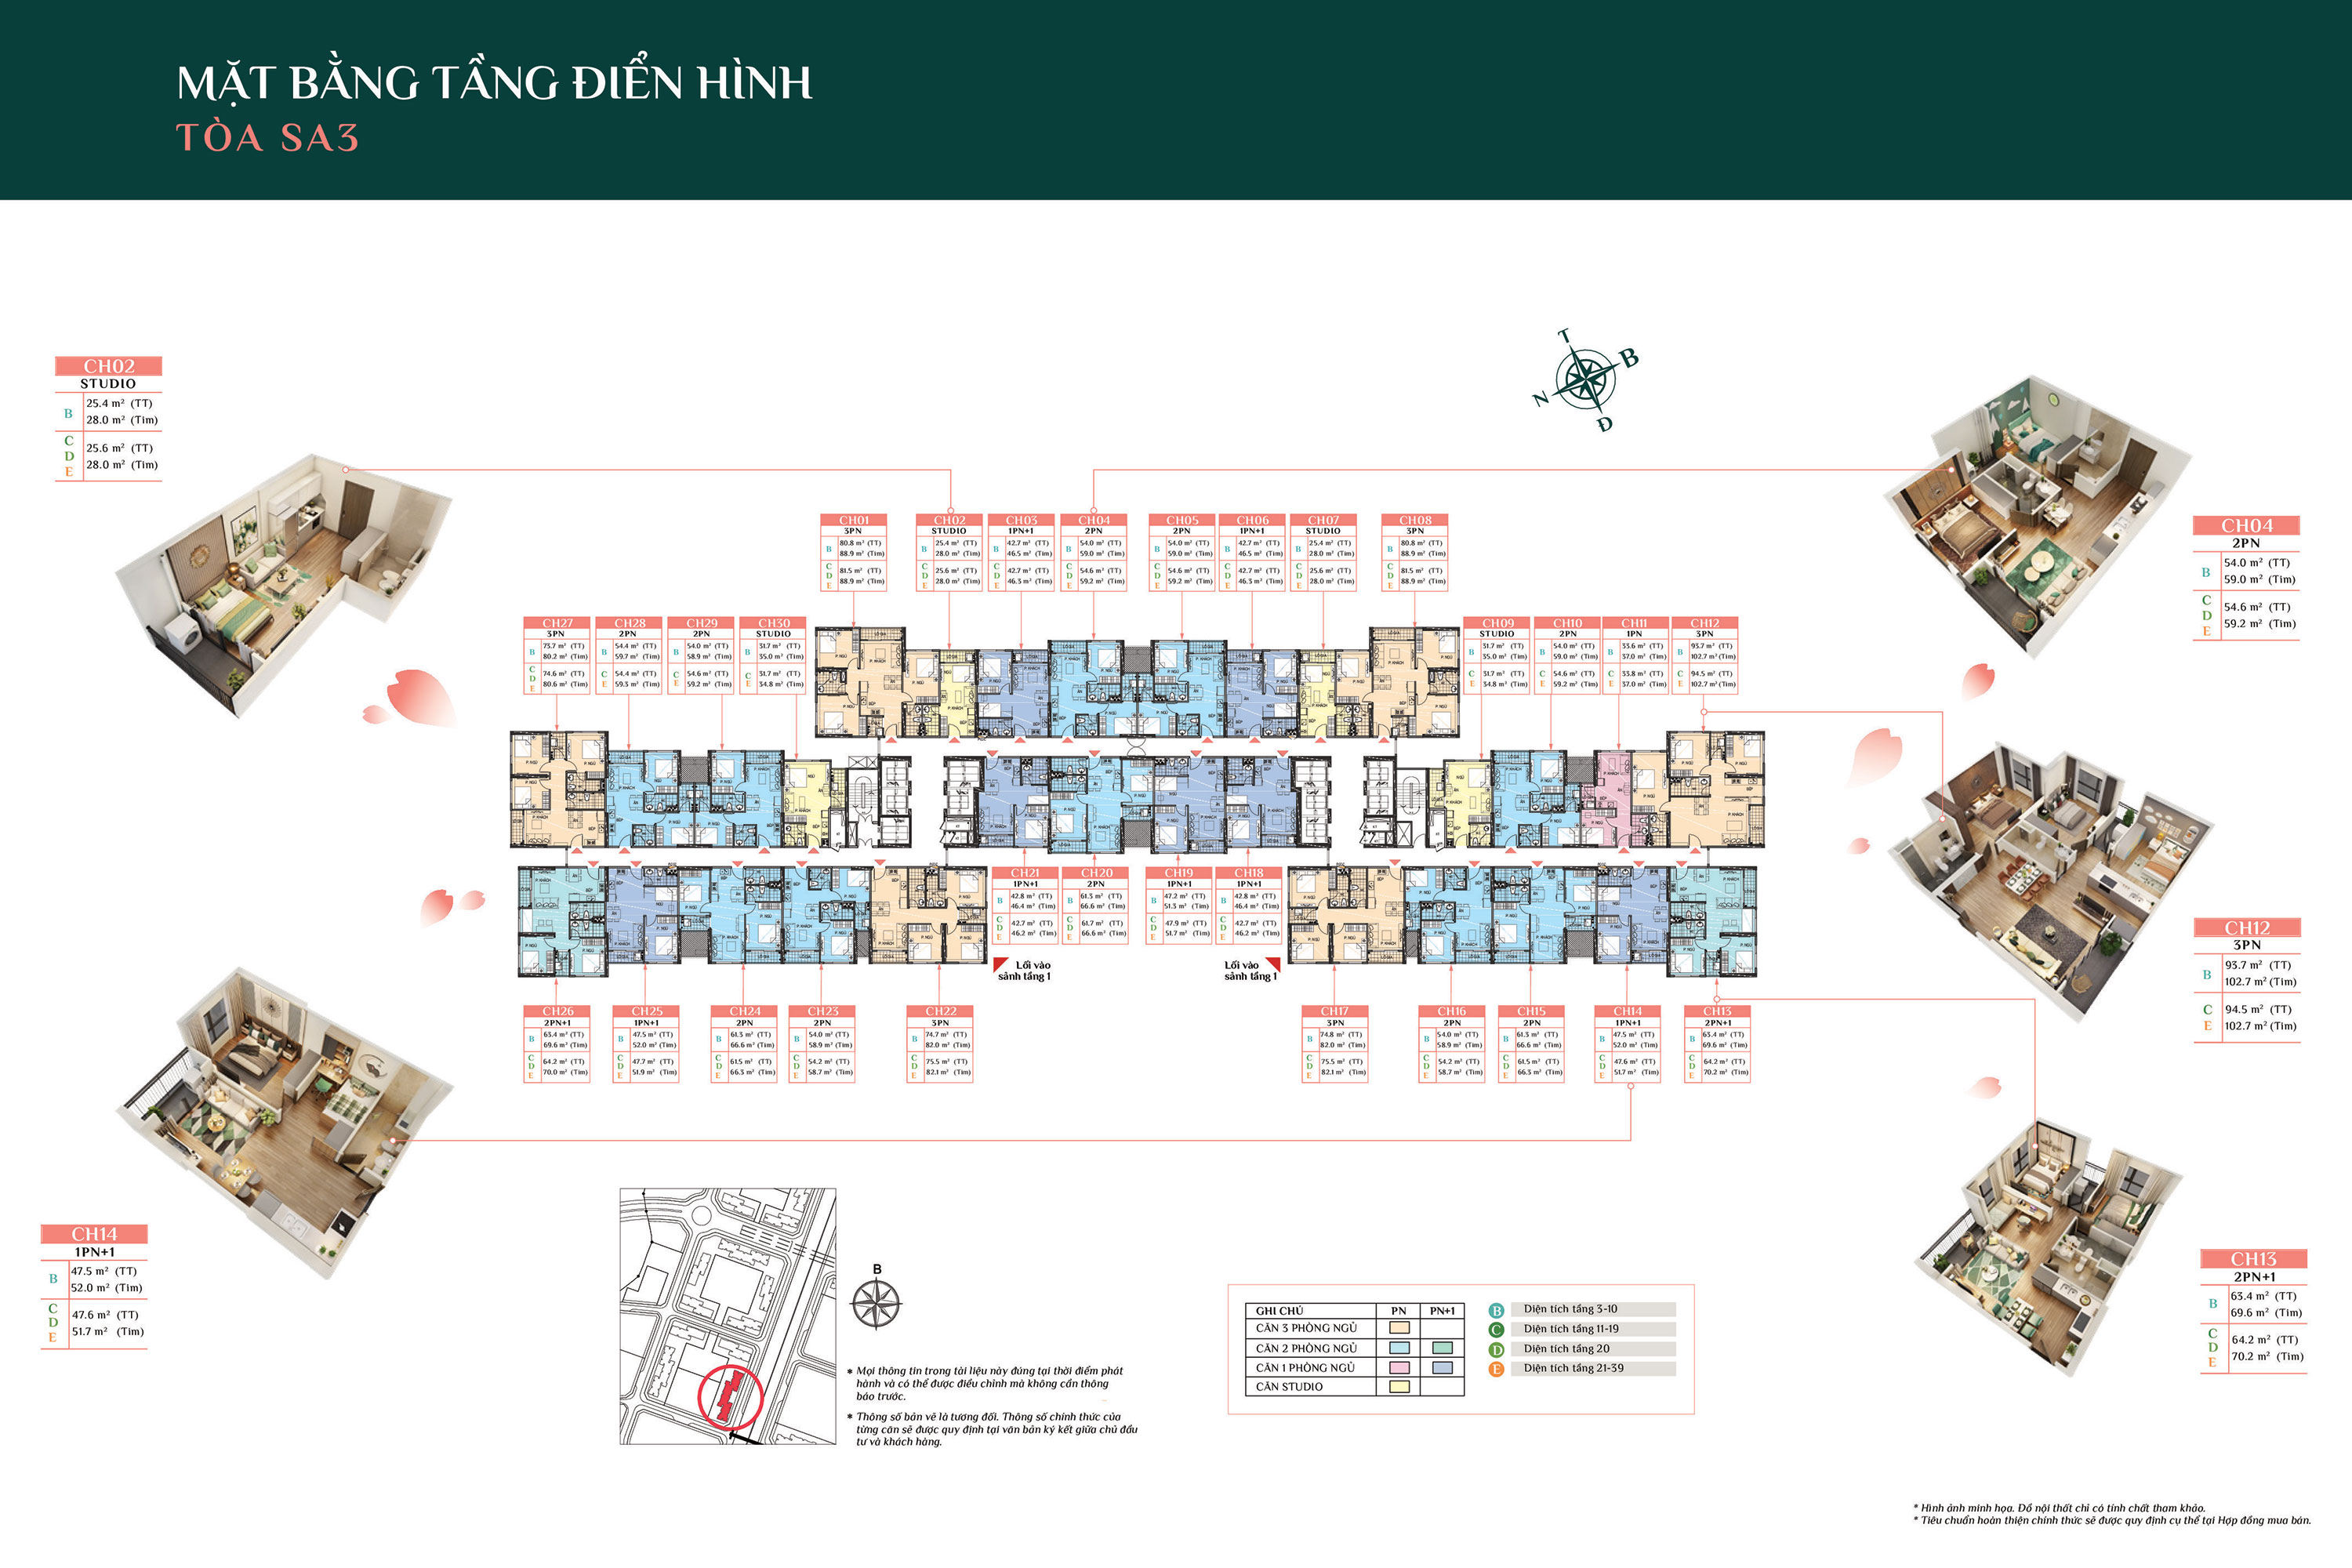 MẶT BẰNG TẦNG ĐIỂN HÌNH
TÒA SA3
T
B
N
Đ
CH02
STUDIO
B 25.4 m² (TT)
28.0 m² (Tim)
C D E 25.6 m² (TT)
28.0 m² (Tim)
CH04
2PN
B 54.0 m² (TT)
59.0 m² (Tim)
C D E 54.6 m² (TT)
59.2 m² (Tim)
CH01
3PN
B 80.8 m² (TT)
88.9 m² (Tim)
C D E 81.5 m² (TT)
88.9 m² (Tim)
CH02
STUDIO
B 25.4 m² (TT)
28.0 m² (Tim)
C D E 25.6 m² (TT)
28.0 m² (Tim)
CH03
1PN+1
B 42.7 m² (TT)
46.5 m² (Tim)
C D E 42.7 m² (TT)
46.3 m² (Tim)
CH04
2PN
B 54.0 m² (TT)
59.0 m² (Tim)
C D E 54.6 m² (TT)
59.2 m² (Tim)
CH05
2PN
B 54.0 m² (TT)
59.0 m² (Tim)
C D E 54.6 m² (TT)
59.2 m² (Tim)
CH06
1PN+1
B 42.7 m² (TT)
46.5 m² (Tim)
C D E 42.7 m² (TT)
46.3 m² (Tim)
CH07
STUDIO
B 25.4 m² (TT)
28.0 m² (Tim)
C D E 25.6 m² (TT)
28.0 m² (Tim)
CH08
3PN
B 80.8 m² (TT)
88.9 m² (Tim)
C D E 81.5 m² (TT)
88.9 m² (Tim)
CH27
3PN
B 73.7 m² (TT)
80.2 m² (Tim)
C D E 74.6 m² (TT)
80.6 m² (Tim)
CH28
2PN
B 54.4 m² (TT)
59.7 m² (Tim)
C E 54.4 m² (TT)
59.3 m² (Tim)
CH29
2PN
B 54.0 m² (TT)
58.9 m² (Tim)
C E 54.6 m² (TT)
59.2 m² (Tim)
CH30
STUDIO
B 31.7 m² (TT)
35.0 m² (Tim)
C E 31.7 m² (TT)
34.8 m² (Tim)
CH09
STUDIO
B 31.7 m² (TT)
35.0 m² (Tim)
C E 31.7 m² (TT)
34.8 m² (Tim)
CH10
2PN
B 54.0 m² (TT)
59.0 m² (Tim)
C E 54.6 m² (TT)
59.2 m² (Tim)
CH11
1PN
B 33.6 m² (TT)
37.0 m² (Tim)
C E 33.8 m² (TT)
37.0 m² (Tim)
CH12
3PN
B 93.7 m² (TT)
102.7 m² (Tim)
C E 94.5 m² (TT)
102.7 m² (Tim)
CH21
1PN+1
B 42.8 m² (TT)
46.4 m² (Tim)
C D E 42.7 m² (TT)
46.2 m² (Tim)
CH20
2PN
B 61.3 m² (TT)
66.6 m² (Tim)
C D E 61.7 m² (TT)
66.6 m² (Tim)
CH19
1PN+1
B 47.2 m² (TT)
51.3 m² (Tim)
C D E 47.9 m² (TT)
51.7 m² (Tim)
CH18
1PN+1
B 42.8 m² (TT)
46.4 m² (Tim)
C D E 42.7 m² (TT)
46.2 m² (Tim)
Lối vào
sảnh tầng 1
Lối vào
sảnh tầng 1
CH26
2PN+1
B 63.4 m² (TT)
69.6 m² (Tim)
C D E 64.2 m² (TT)
70.0 m² (Tim)
CH25
1PN+1
B 47.5 m² (TT)
52.0 m² (Tim)
C D E 47.7 m² (TT)
51.9 m² (Tim)
CH24
2PN
B 61.3 m² (TT)
66.6 m² (Tim)
C D E 61.5 m² (TT)
66.3 m² (Tim)
CH23
2PN
B 54.0 m² (TT)
58.9 m² (Tim)
C D E 54.2 m² (TT)
58.7 m² (Tim)
CH22
3PN
B 74.7 m² (TT)
82.0 m² (Tim)
C D E 75.5 m² (TT)
82.1 m² (Tim)
CH17
3PN
B 74.8 m² (TT)
82.0 m² (Tim)
C D E 75.5 m² (TT)
82.1 m² (Tim)
CH16
2PN
B 54.0 m² (TT)
58.9 m² (Tim)
C D E 54.2 m² (TT)
58.7 m² (Tim)
CH15
2PN
B 61.3 m² (TT)
66.6 m² (Tim)
C D E 61.5 m² (TT)
66.3 m² (Tim)
CH14
1PN+1
B 47.5 m² (TT)
52.0 m² (Tim)
C D E 47.6 m² (TT)
51.7 m² (Tim)
CH13
2PN+1
B 63.4 m² (TT)
69.6 m² (Tim)
C D E 64.2 m² (TT)
70.2 m² (Tim)
CH12
3PN
B 93.7 m² (TT)
102.7 m² (Tim)
C E 94.5 m² (TT)
102.7 m² (Tim)
CH14
1PN+1
B 47.5 m² (TT)
52.0 m² (Tim)
C D E 47.6 m² (TT)
51.7 m² (Tim)
CH13
2PN+1
B 63.4 m² (TT)
69.6 m² (Tim)
C D E 64.2 m² (TT)
70.2 m² (Tim)
B
* Mọi thông tin trong tài liệu này đúng tại thời điểm phát
hành và có thể được điều chỉnh mà không cần thông
báo trước.
* Thông số bản vẽ là tương đối. Thông số chính thức của
từng căn sẽ được quy định tại văn bản ký kết giữa chủ đầu
tư và khách hàng.
GHI CHÚ PN PN+1
CĂN 3 PHÒNG NGỦ
CĂN 2 PHÒNG NGỦ
CĂN 1 PHÒNG NGỦ
CĂN STUDIO
B Diện tích tầng 3-10
C Diện tích tầng 11-19
D Diện tích tầng 20
E Diện tích tầng 21-39
* Hình ảnh minh họa. Đồ nội thất chỉ có tính chất tham khảo.
* Tiêu chuẩn hoàn thiện chính thức sẽ được quy định cụ thể tại Hợp đồng mua bán.